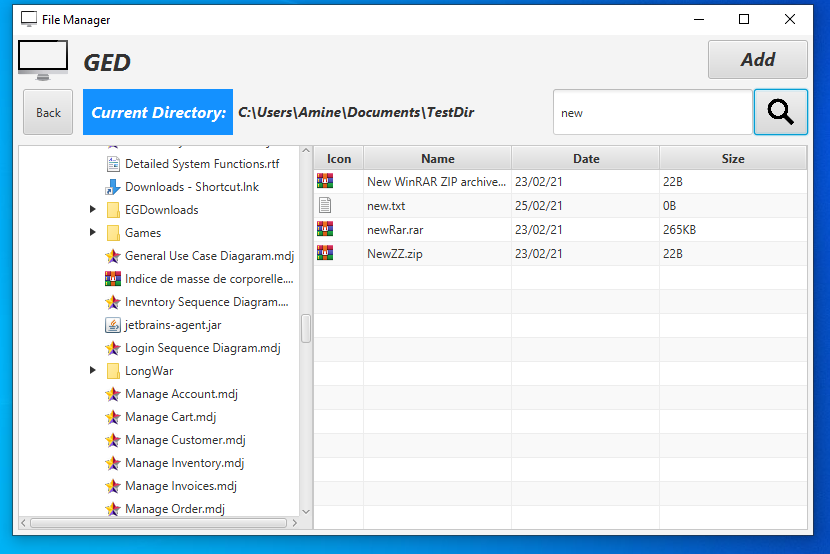 File Manager
GED
Add
Back
Current Directory:
C:\Users\Amine\Documents\TestDir
new
Detailed System Functions.rtf
Downloads - Shortcut.lnk
EGDownloads
Games
General Use Case Diagaram.mdj
Indice de masse de corporelle....
Inevntory Sequence Diagram....
jetbrains-agent.jar
Login Sequence Diagram.mdj
LongWar
Manage Account.mdj
Manage Cart.mdj
Manage Customer.mdj
Manage Inventory.mdj
Manage Invoices.mdj
Manage Order.mdj
Icon Name Date Size
New WinRAR ZIP archive... 23/02/21 22B
new.txt 25/02/21 0B
newRar.rar 23/02/21 265KB
NewZZ.zip 23/02/21 22B